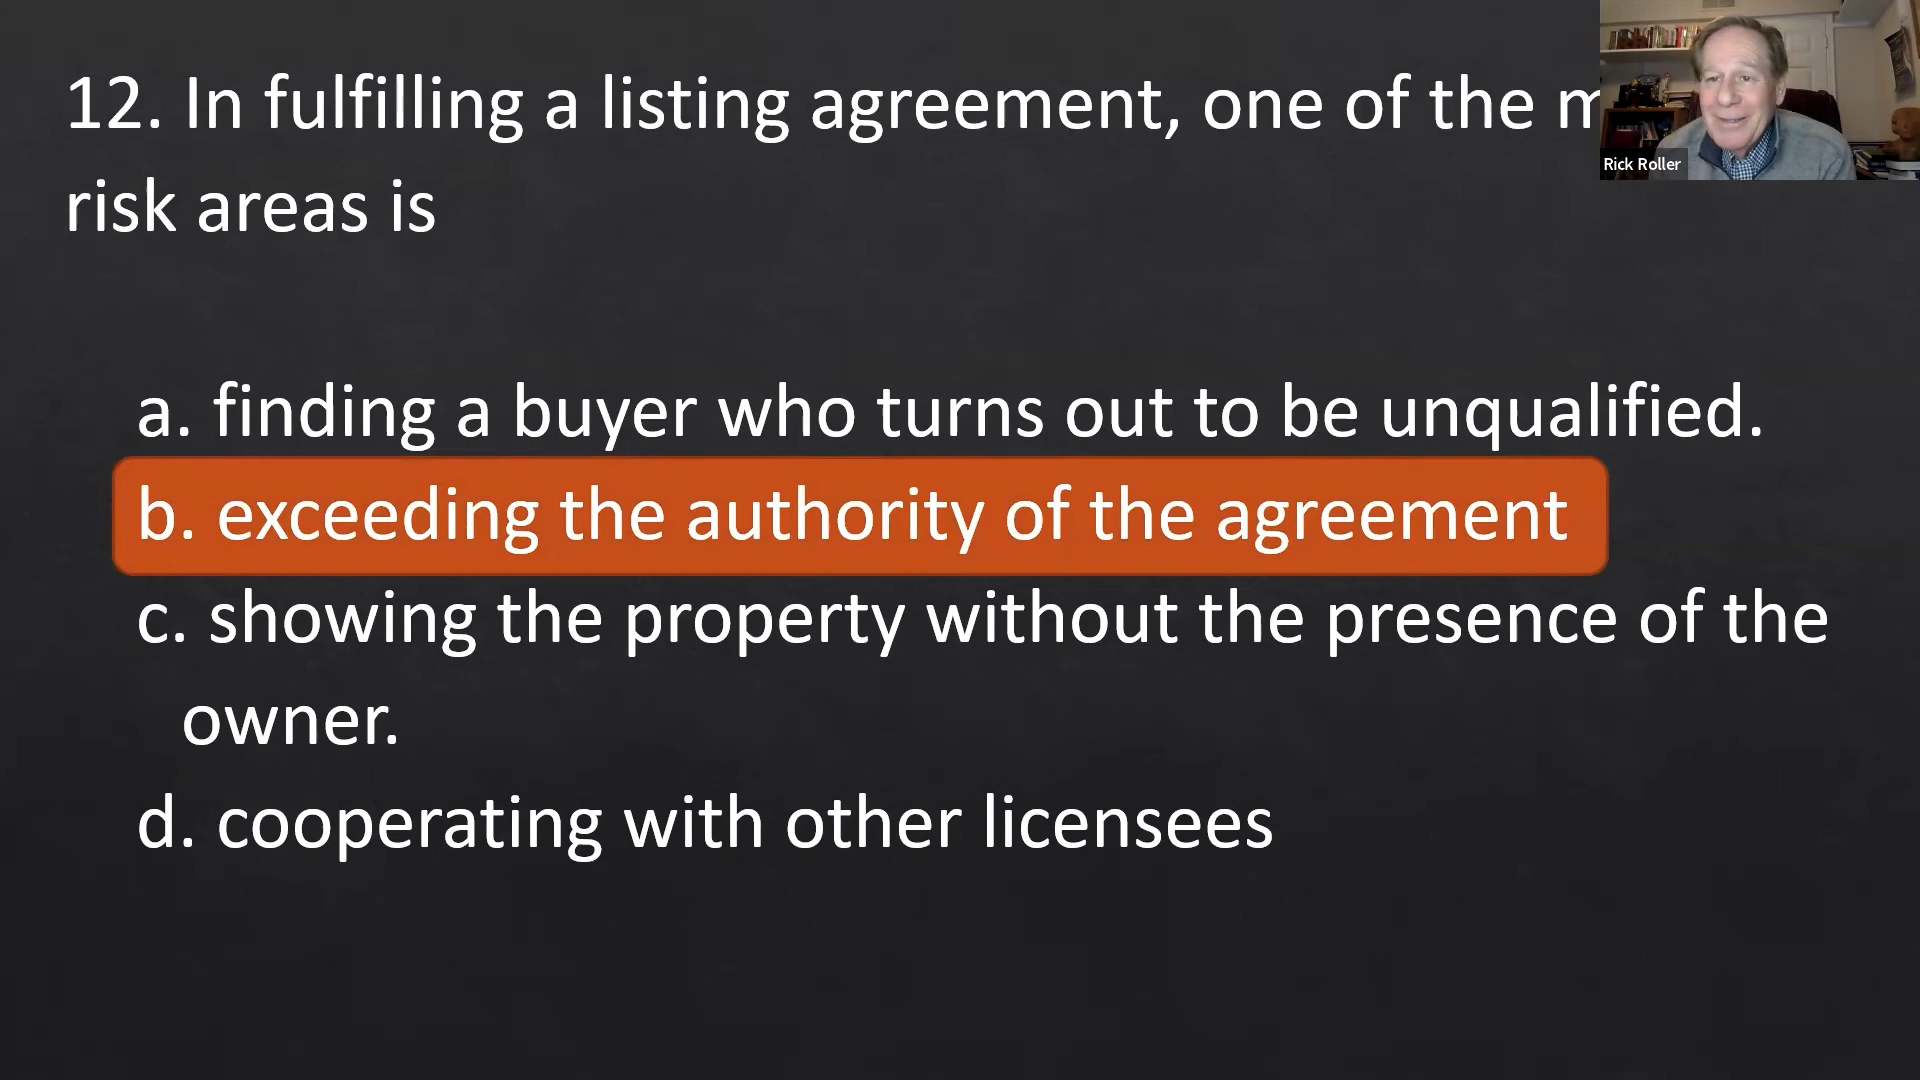 12. In fulfilling a listing agreement, one of the
risk areas is
a. finding a buyer who turns out to be unqualified.
b. exceeding the authority of the agreement
c. showing the property without the presence of the
owner.
d. cooperating with other licensees
Rick Roller